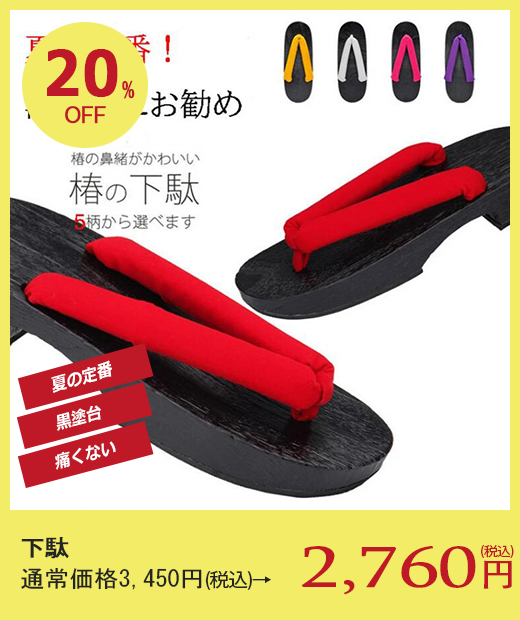 夏 番！
20%
OFF
にお勧め
椿の鼻緒がかわいい
椿の下駄
5柄から選べます
夏の定番
黒塗台
痛くない
下駄
通常価格3,450円(税込)→
2,760円(税込)